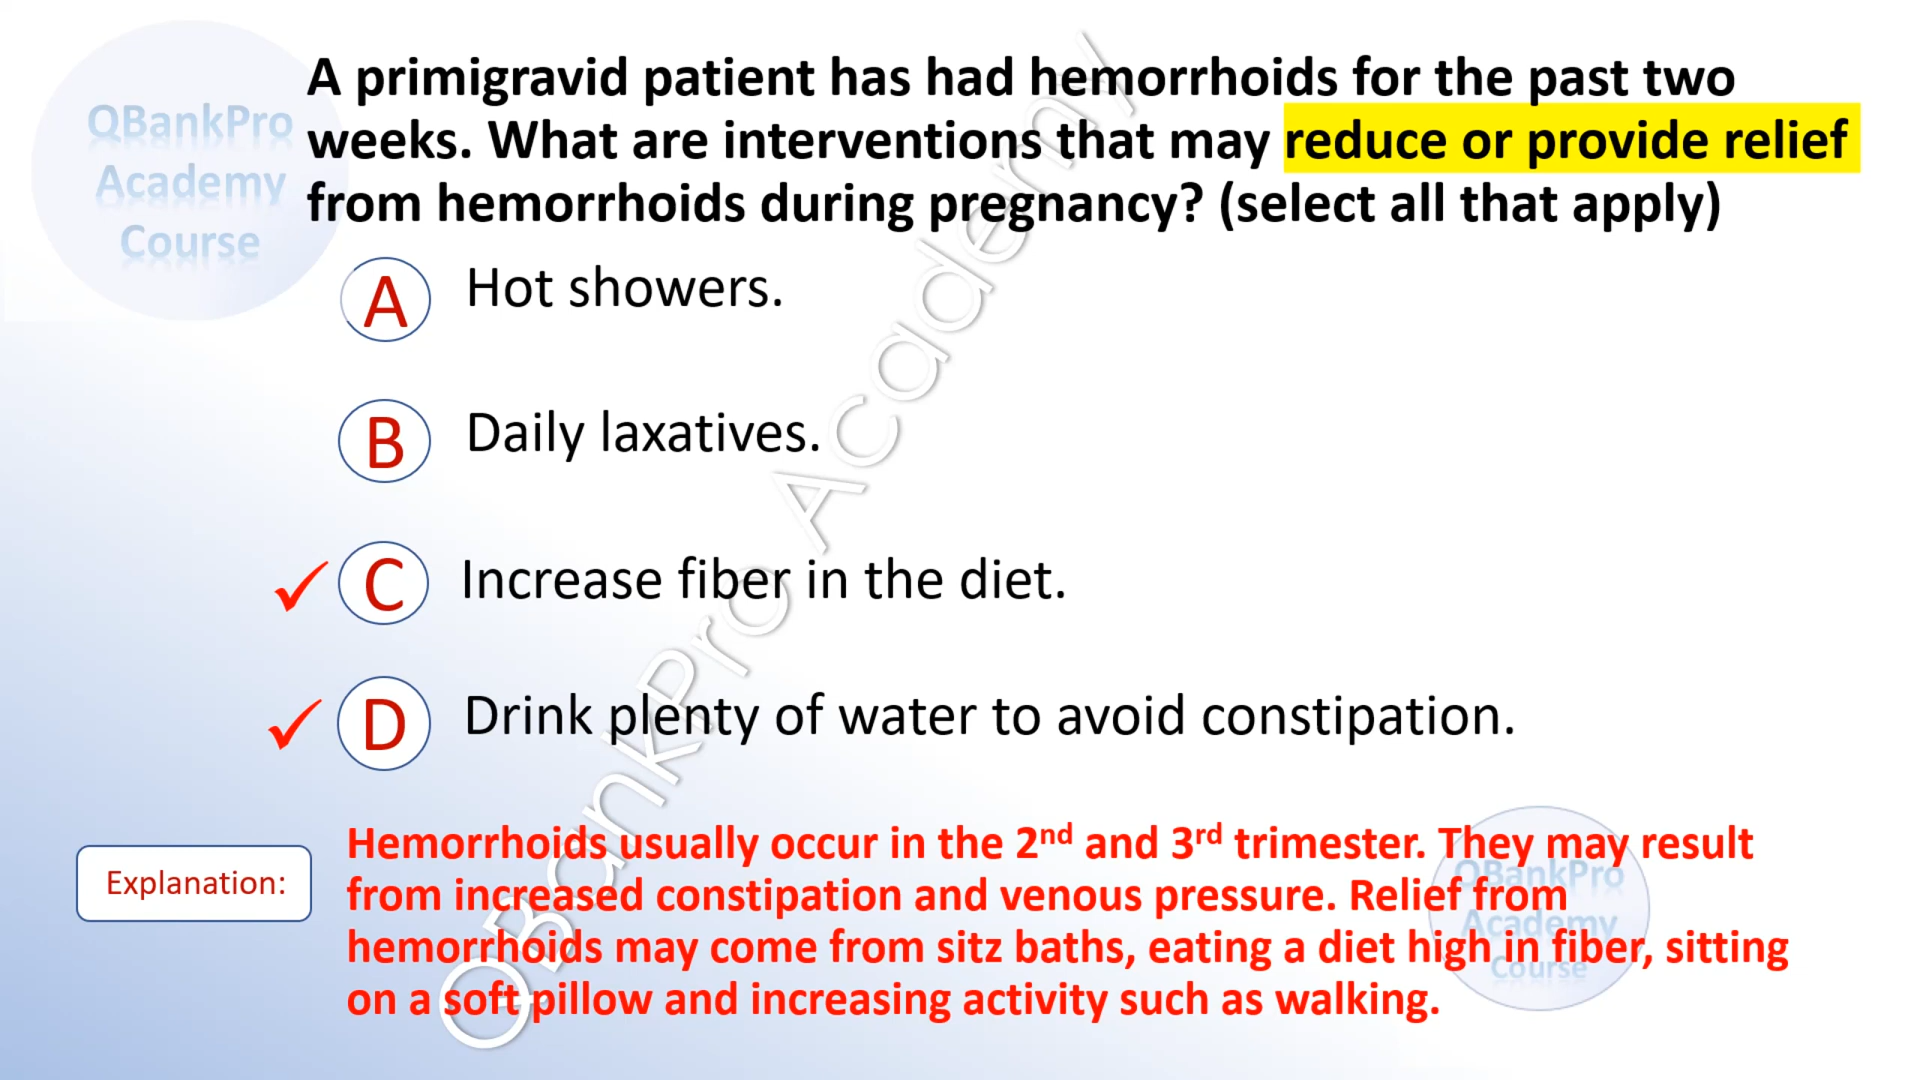 QBankPro
Academy
Course
A primigravid patient has had hemorrhoids for the past two
weeks. What are interventions that may reduce or provide relief
from hemorrhoids during pregnancy? (select all that apply)
A Hot showers.
B Daily laxatives.
✓ C Increase fiber in the diet.
✓ D Drink plenty of water to avoid constipation.
QBankPro Academy
Explanation:
Hemorrhoids usually occur in the 2nd and 3rd trimester. They may result
from increased constipation and venous pressure. Relief from
hemorrhoids may come from sitz baths, eating a diet high in fiber, sitting
on a soft pillow and increasing activity such as walking.
QBankPro
Academy
Course